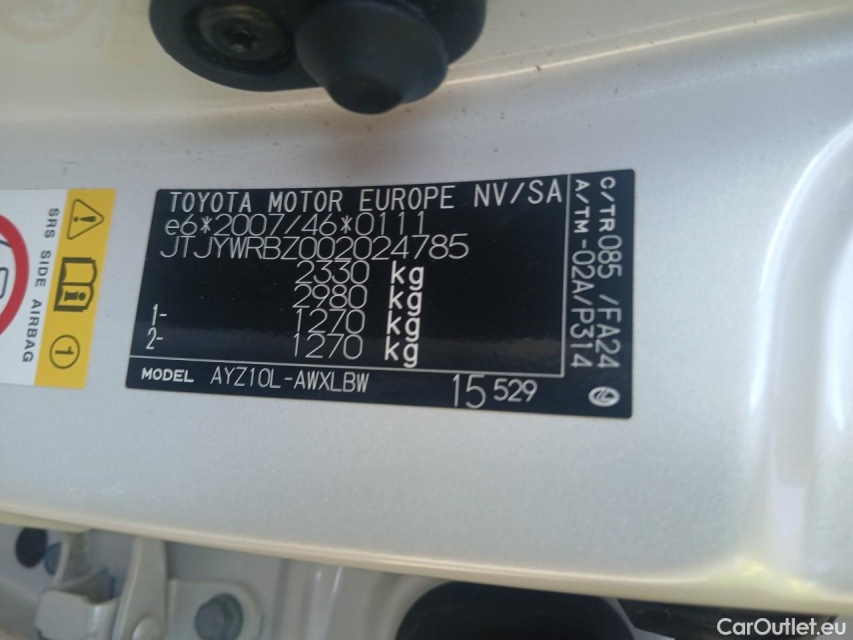 TOYOTA MOTOR EUROPE NV/SA
e6*2007/46*0111
JTJYWRBZ002024785
2330 kg
2980 kg
1- 1270 kg
2- 1270 kg
MODEL AYZ10L-AWXLBW 15 529
C/TR085 /FA24
A/TM-02A/P314
SRS SIDE AIRBAG
1
CarOutlet.eu